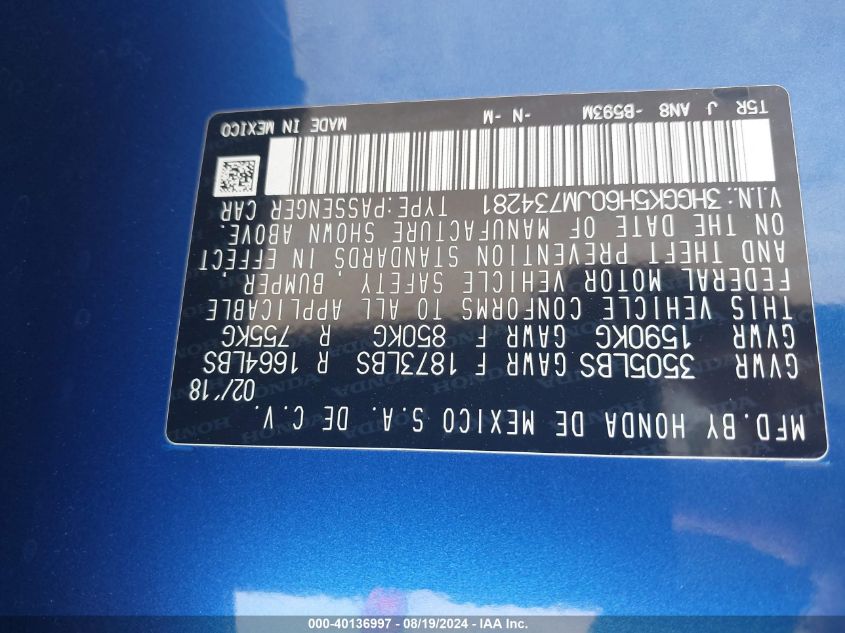 MFD.BY HONDA DE MEXICO S.A. DE C.V.
02/'18
GVWR 3505LBS GAWR F 1873LBS R 1664LBS
GVWR 1590KG GAWR F 850KG R 755KG
THIS VEHICLE CONFORMS TO ALL APPLICABLE
FEDERAL MOTOR VEHICLE SAFETY, BUMPER,
AND THEFT PREVENTION STANDARDS IN EFFECT
ON THE DATE OF MANUFACTURE SHOWN ABOVE.
V.I.N.:3HGGK5H60JM734281 TYPE:PASSENGER CAR
T5R J AN8 -B593M -N -M MADE IN MEXICO
000-40136997 - 08/19/2024 - IAA Inc.